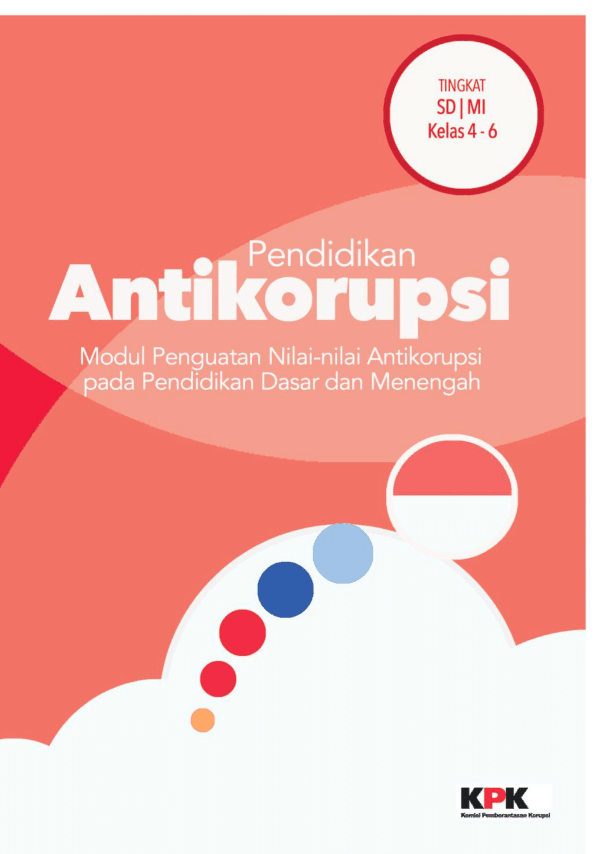 TINGKAT
SD | MI
Kelas 4 - 6
Pendidikan
Antikorupsi
Modul Penguatan Nilai-nilai Antikorupsi
pada Pendidikan Dasar dan Menengah
KPK
Komisi Pemberantasan Korupsi